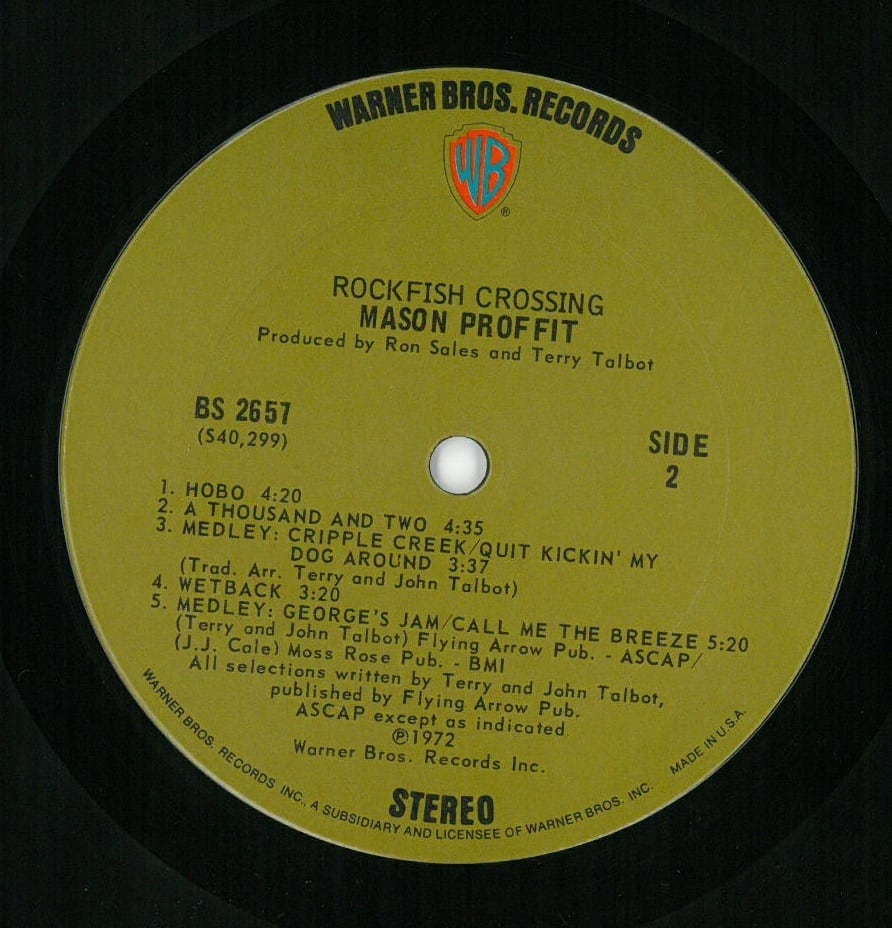 WARNER BROS. RECORDS
WB
®
ROCKFISH CROSSING
MASON PROFFIT
Produced by Ron Sales and Terry Talbot
BS 2657
(S40,299)
SIDE
2
1. HOBO 4:20
2. A THOUSAND AND TWO 4:35
3. MEDLEY: CRIPPLE CREEK/QUIT KICKIN' MY
DOG AROUND 3:37
(Trad. Arr. Terry and John Talbot)
4. WETBACK 3:20
5. MEDLEY: GEORGE'S JAM/CALL ME THE BREEZE 5:20
(Terry and John Talbot) Flying Arrow Pub. - ASCAP/
(J.J. Cale) Moss Rose Pub. - BMI
All selections written by Terry and John Talbot,
published by Flying Arrow Pub.
ASCAP except as indicated.
℗1972
Warner Bros. Records Inc.
STEREO
WARNER BROS. RECORDS INC., A SUBSIDIARY AND LICENSEE OF WARNER BROS. INC. MADE IN U.S.A.